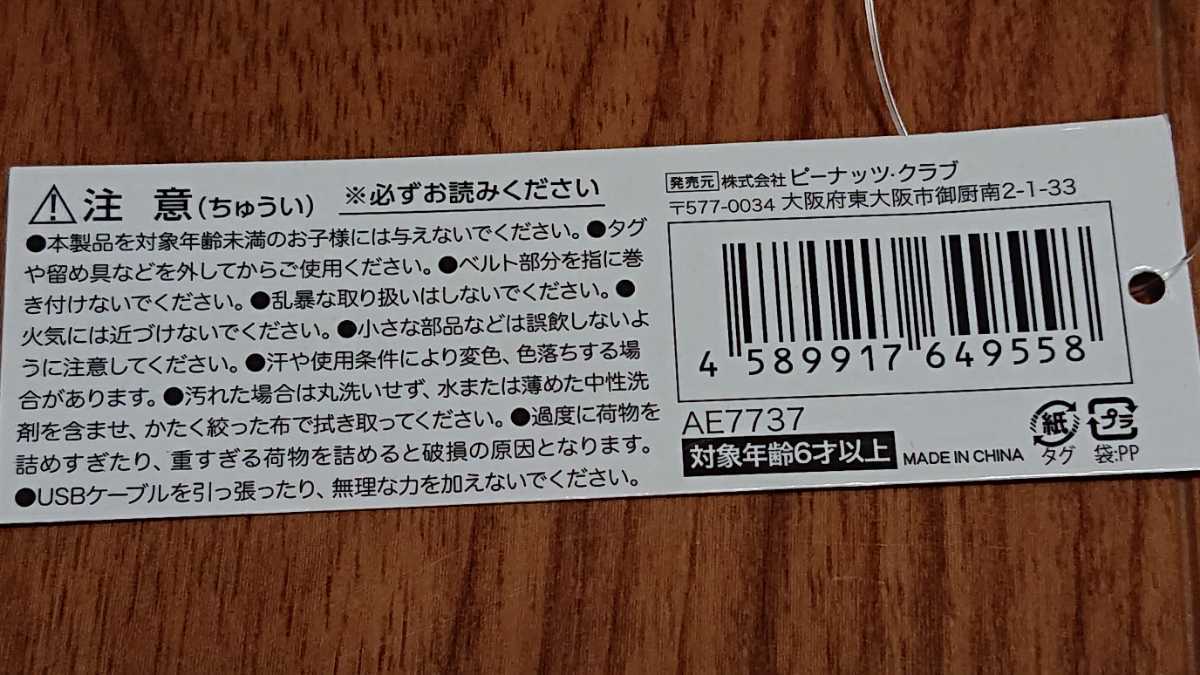 ⚠注 意(ちゅうい) ※必ずお読みください
●本製品を対象年齢未満のお子様には与えないでください。●タグ
や留め具などを外してからご使用ください。●ベルト部分を指に巻
き付けないでください。●乱暴な取り扱いはしないでください。●
火気には近づけないでください。●小さな部品などは誤飲しないよ
うに注意してください。●汗や使用条件により変色、色落ちする場
合があります。●汚れた場合は丸洗いせず、水または薄めた中性洗
剤を含ませ、かたく絞った布で拭き取ってください。●過度に荷物を
詰めすぎたり、重すぎる荷物を詰めると破損の原因となります。
●USBケーブルを引っ張ったり、無理な力を加えないでください。
発売元 株式会社 ピーナッツ・クラブ
〒577-0034 大阪府東大阪市御厨南2-1-33
4 589917 649558
AE7737
対象年齢6才以上 MADE IN CHINA
紙 タグ
プラ 袋:PP